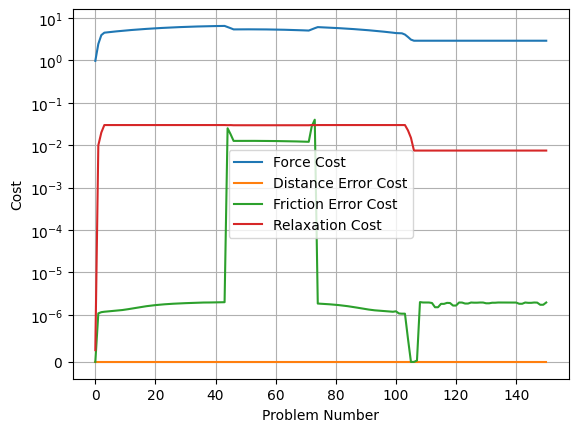 10^1
10^0
10^-1
10^-2
10^-3
10^-4
10^-5
10^-6
0
Cost
Force Cost
Distance Error Cost
Friction Error Cost
Relaxation Cost
0 20 40 60 80 100 120 140
Problem Number